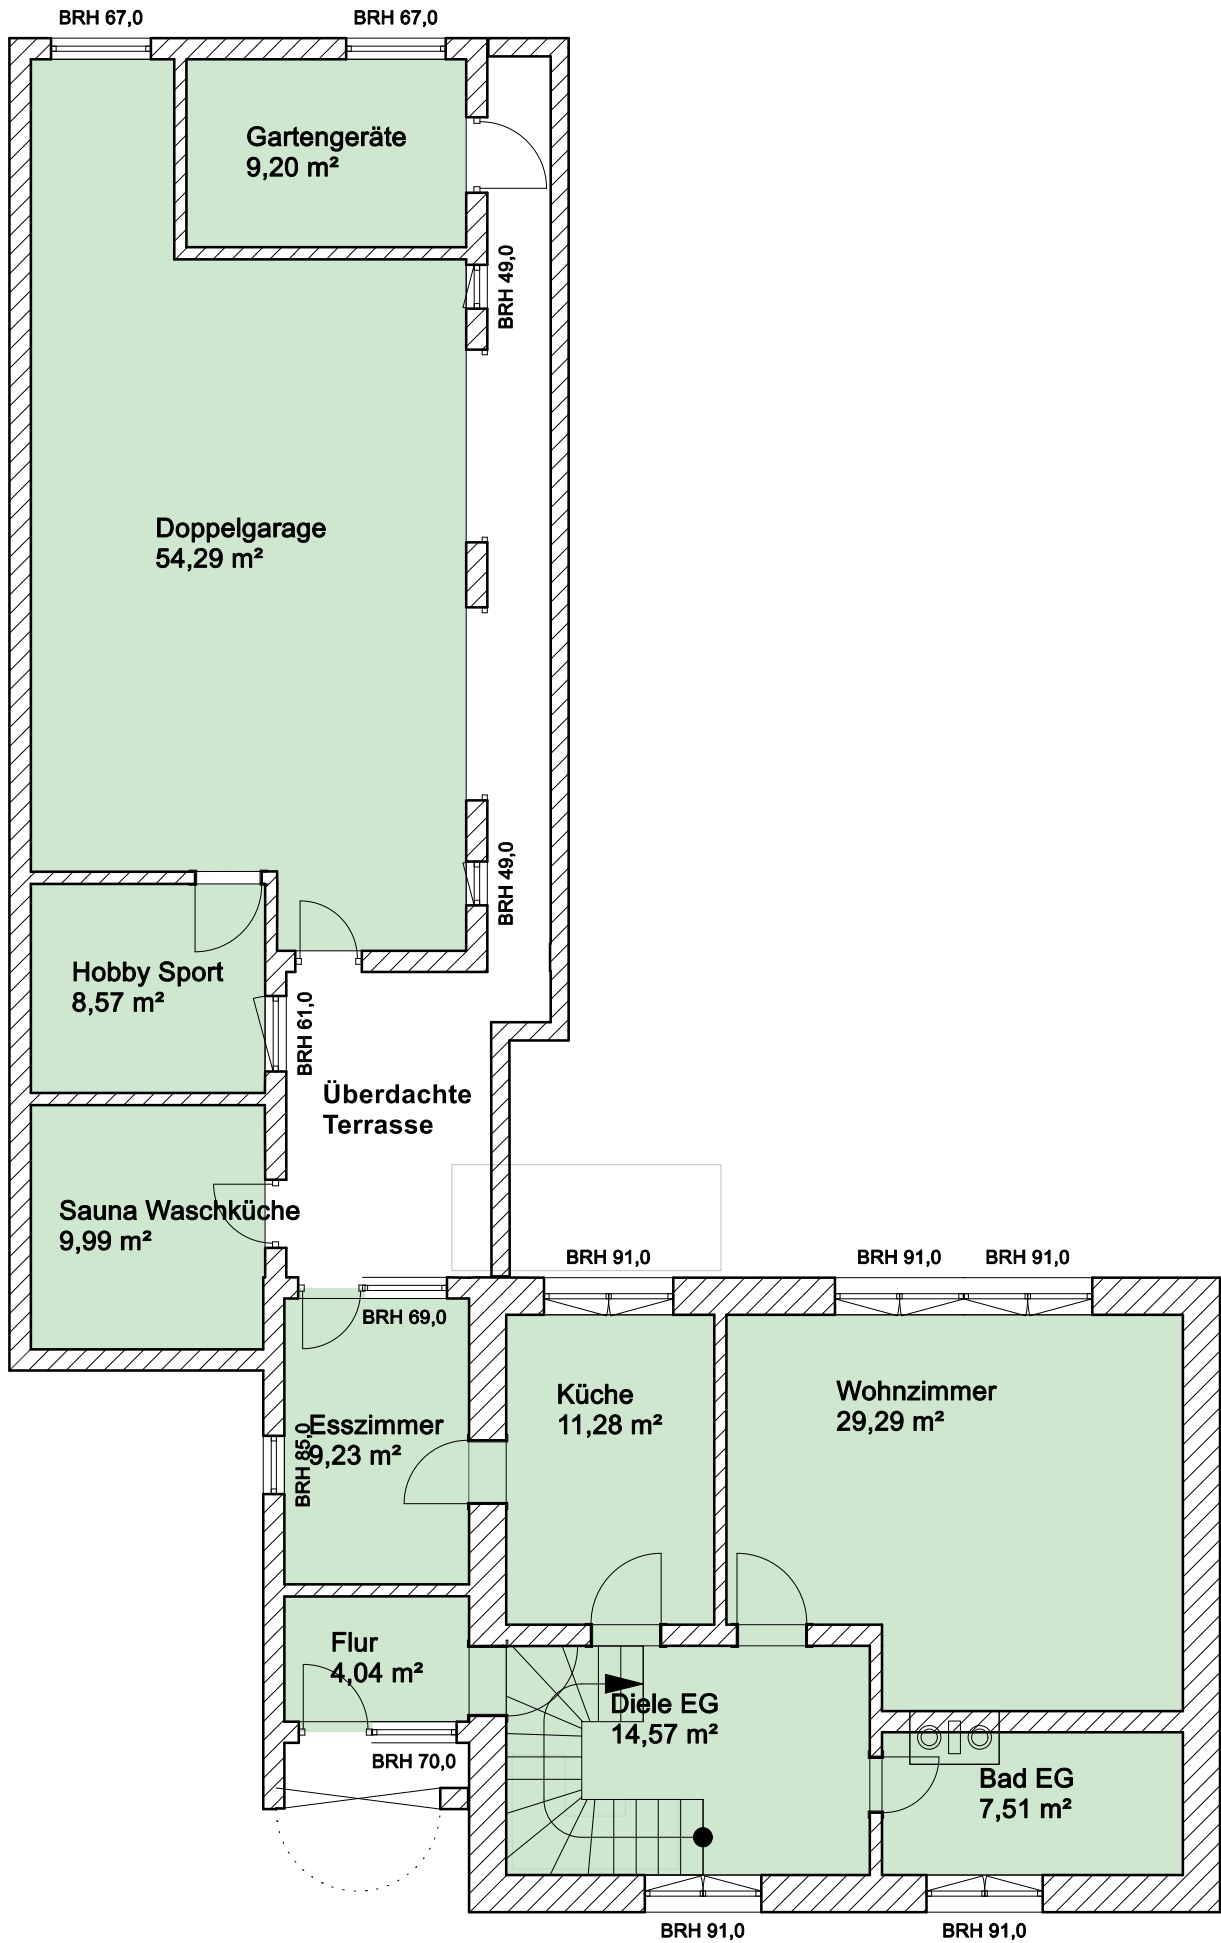 BRH 67,0
BRH 67,0
Gartengeräte
9,20 m²
BRH 49,0
Doppelgarage
54,29 m²
BRH 49,0
Hobby Sport
8,57 m²
BRH 61,0
Überdachte
Terrasse
Sauna Waschküche
9,99 m²
BRH 91,0
BRH 91,0
BRH 91,0
BRH 69,0
Küche
11,28 m²
Wohnzimmer
29,29 m²
Esszimmer
9,23 m²
BRH 85,0
Flur
4,04 m²
Diele EG
14,57 m²
BRH 70,0
Bad EG
7,51 m²
BRH 91,0
BRH 91,0